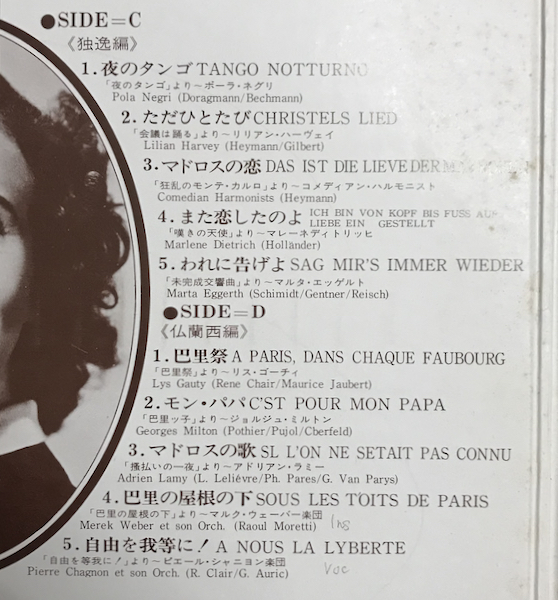 ●SIDE=C
《独逸編》
1.夜のタンゴ TANGO NOTTURNO
「夜のタンゴ」より〜ポーラ・ネグリ
Pola Negri (Doragmann/Bechmann)
2.ただひとたび CHRISTELS LIED
「会議は踊る」より〜リリアン・ハーヴェイ
Lilian Harvey (Heymann/Gilbert)
3.マドロスの恋 DAS IST DIE LIEVE DER
「狂乱のモンテ・カルロ」より〜コメディアン・ハルモニスト
Comedian Harmonists (Heymann)
4.また恋したのよ ICH BIN VON KOPF BIS FUSS AUF
LIEBE EIN GESTELLT
「嘆きの天使」より〜マレーネディトリッヒ
Marlene Dietrich (Holländer)
5.われに告げよ SAG MIR'S IMMER WIEDER
「未完成交響曲」より〜マルタ・エッゲルト
Marta Eggerth (Schimidt/Gentner/Reisch)
●SIDE=D
《仏蘭西編》
1.巴里祭 A PARIS, DANS CHAQUE FAUBOURG
「巴里祭」より〜リス・ゴーティ
Lys Gauty (Rene Chair/Maurice Jaubert)
2.モン・パパ C'ST POUR MON PAPA
「巴里ッ子」より〜ジョルジュ・ミルトン
Georges Milton (Pothier/Pujol/Cberfeld)
3.マドロスの歌 SL L'ON NE SETAIT PAS CONNU
「掻払いの一夜」より〜アドリアン・ラミー
Adrien Lamy (L. Lelièvre/Ph. Pares/G. Van Parys)
4.巴里の屋根の下 SOUS LES TOITS DE PARIS
「巴里の屋根の下」より〜マルク・ウェーバー楽団
Merek Weber et son Orch. (Raoul Moretti) Ins
5.自由を我等に! A NOUS LA LYBERTE
「自由を我等に!」より〜ピエール・シャニヨン楽団
Pierre Chagnon et son Orch. (R. Clair/G. Auric) Voc